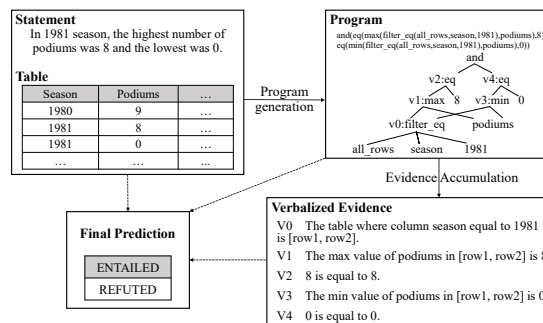 Statement
In 1981 season, the highest number of
podiums was 8 and the lowest was 0.
Table
Season Podiums …
1980 9 …
1981 8 …
1981 0 …
… … ...
Program
generation
Program
and(eq(max(filter_eq(all_rows,season,1981),podiums),8)
eq(min(filter_eq(all_rows,season,1981),podiums),0))
and
v2:eq v4:eq
v1:max 8 v3:min 0
v0:filter_eq podiums
all_rows season 1981
Evidence Accumulation
Verbalized Evidence
V0 The table where column season equal to 1981
is [row1, row2].
V1 The max value of podiums in [row1, row2] is 8
V2 8 is equal to 8.
V3 The min value of podiums in [row1, row2] is 0
V4 0 is equal to 0.
Final Prediction
ENTAILED
REFUTED